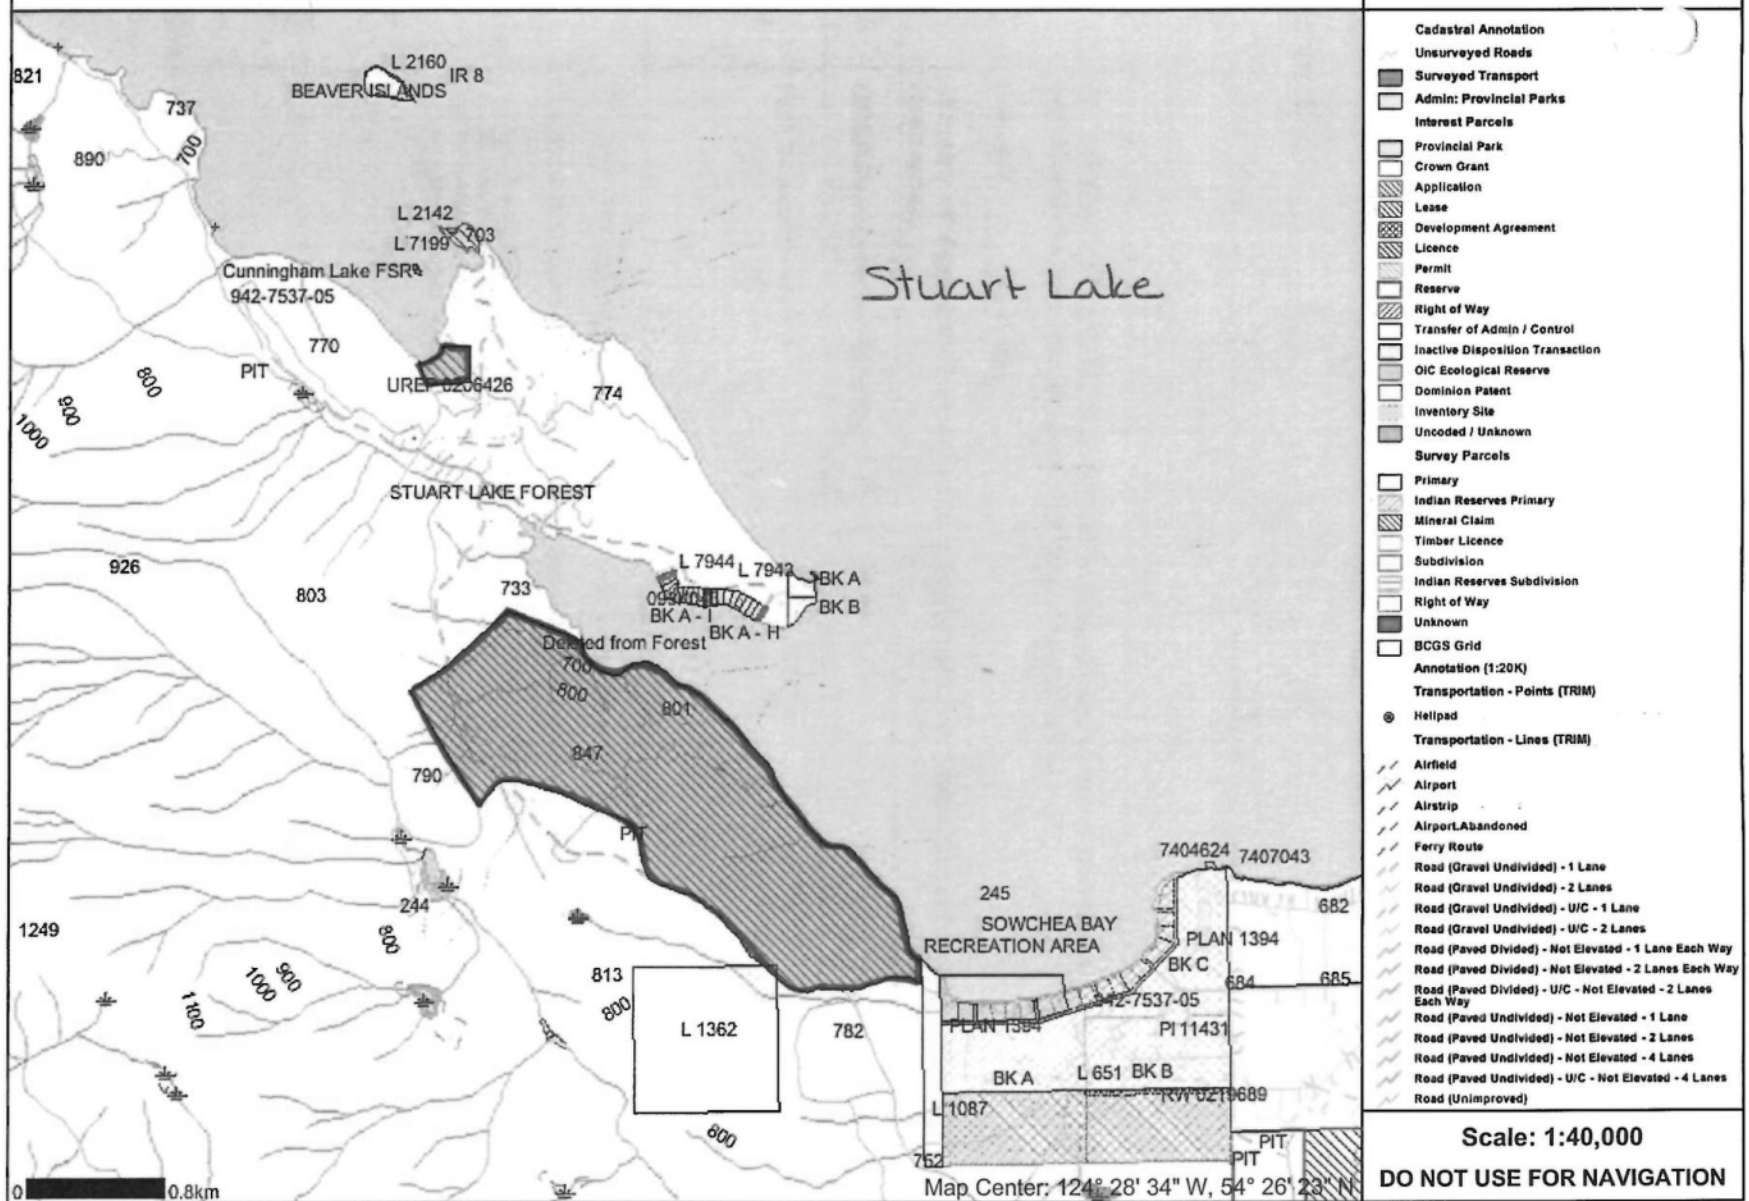 821
L 2160
IR 8
BEAVER ISLANDS
737
700
890
L 2142
L 7199
703
Cunningham Lake FSR
942-7537-05
Stuart Lake
770
PIT
800
900
1000
UREP 0206426
774
STUART LAKE FOREST
926
803
733
L 7944
L 7943
BK A
BK B
BK A - I
BK A - H
Deleted from Forest
700
800
801
847
790
PIT
244
1249
800
900
1000
1100
813
800
L 1362
782
800
245
SOWCHEA BAY
RECREATION AREA
7404624
7407043
682
PLAN 1394
BK C
684
685
942-7537-05
PLAN 1394
PI 11431
BK A
L 651
BK B
RW 0219689
L 1087
752
PIT
PIT
0
0.8km
Map Center: 124° 28' 34" W, 54° 26' 23" N
Cadastral Annotation
Unsurveyed Roads
Surveyed Transport
Admin: Provincial Parks
Interest Parcels
Provincial Park
Crown Grant
Application
Lease
Development Agreement
Licence
Permit
Reserve
Right of Way
Transfer of Admin / Control
Inactive Disposition Transaction
OIC Ecological Reserve
Dominion Patent
Inventory Site
Uncoded / Unknown
Survey Parcels
Primary
Indian Reserves Primary
Mineral Claim
Timber Licence
Subdivision
Indian Reserves Subdivision
Right of Way
Unknown
BCGS Grid
Annotation (1:20K)
Transportation - Points (TRIM)
Helipad
Transportation - Lines (TRIM)
Airfield
Airport
Airstrip
AirportAbandoned
Ferry Route
Road (Gravel Undivided) - 1 Lane
Road (Gravel Undivided) - 2 Lanes
Road (Gravel Undivided) - U/C - 1 Lane
Road (Gravel Undivided) - U/C - 2 Lanes
Road (Paved Divided) - Not Elevated - 1 Lane Each Way
Road (Paved Divided) - Not Elevated - 2 Lanes Each Way
Road (Paved Divided) - U/C - Not Elevated - 2 Lanes
Each Way
Road (Paved Undivided) - Not Elevated - 1 Lane
Road (Paved Undivided) - Not Elevated - 2 Lanes
Road (Paved Undivided) - Not Elevated - 4 Lanes
Road (Paved Undivided) - U/C - Not Elevated - 4 Lanes
Road (Unimproved)
Scale: 1:40,000
DO NOT USE FOR NAVIGATION